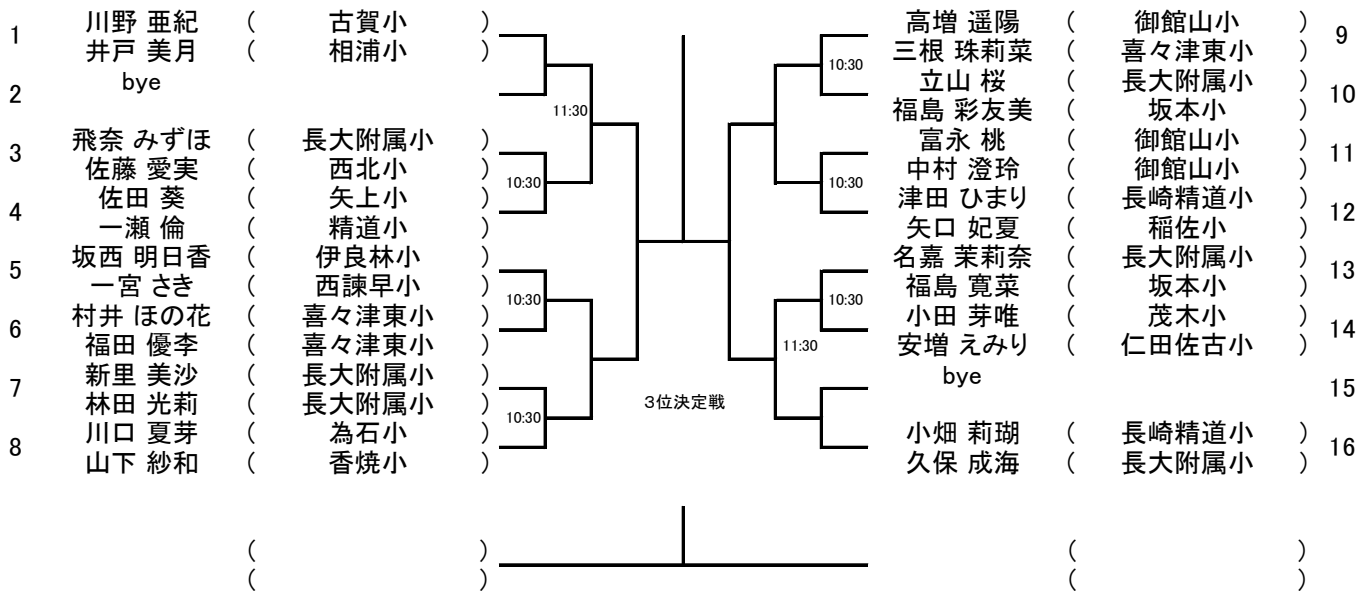 1 川野 亜紀 ( 古賀小 )
井戸 美月 ( 相浦小 )
2 bye
11:30
3 飛奈 みずほ ( 長大附属小 )
佐藤 愛実 ( 西北小 )
10:30
4 佐田 葵 ( 矢上小 )
一瀬 倫 ( 精道小 )
5 坂西 明日香 ( 伊良林小 )
一宮 さき ( 西諫早小 )
10:30
6 村井 ほの花 ( 喜々津東小 )
福田 優李 ( 喜々津東小 )
7 新里 美沙 ( 長大附属小 )
林田 光莉 ( 長大附属小 )
10:30
8 川口 夏芽 ( 為石小 )
山下 紗和 ( 香焼小 )
高増 遥陽 ( 御館山小 ) 9
三根 珠莉菜 ( 喜々津東小 )
10:30
立山 桜 ( 長大附属小 ) 10
福島 彩友美 ( 坂本小 )
富永 桃 ( 御館山小 ) 11
中村 澄玲 ( 御館山小 )
10:30
津田 ひまり ( 長崎精道小 ) 12
矢口 妃夏 ( 稲佐小 )
名嘉 茉莉奈 ( 長大附属小 ) 13
福島 寛菜 ( 坂本小 )
10:30
小田 芽唯 ( 茂木小 ) 14
安増 えみり ( 仁田佐古小 )
11:30
bye 15
小畑 莉瑚 ( 長崎精道小 ) 16
久保 成海 ( 長大附属小 )
3位決定戦
( ) ( )
( ) ( )